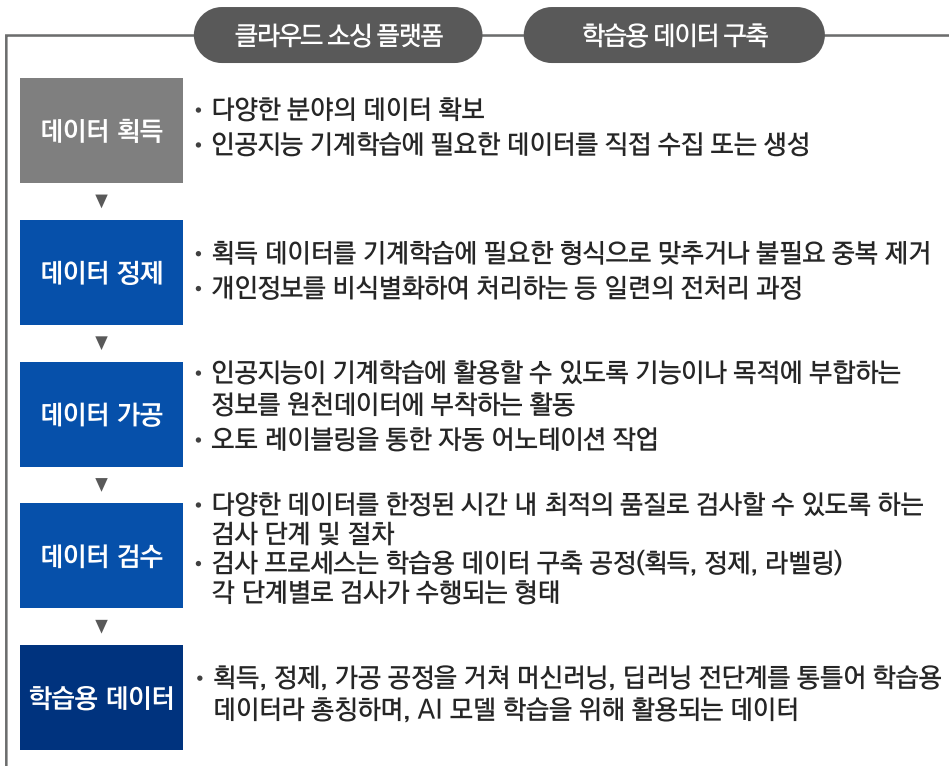 클라우드 소싱 플랫폼
학습용 데이터 구축
데이터 획득
• 다양한 분야의 데이터 확보
• 인공지능 기계학습에 필요한 데이터를 직접 수집 또는 생성
데이터 정제
• 획득 데이터를 기계학습에 필요한 형식으로 맞추거나 불필요 중복 제거
• 개인정보를 비식별화하여 처리하는 등 일련의 전처리 과정
데이터 가공
• 인공지능이 기계학습에 활용할 수 있도록 기능이나 목적에 부합하는
정보를 원천데이터에 부착하는 활동
• 오토 레이블링을 통한 자동 어노테이션 작업
데이터 검수
• 다양한 데이터를 한정된 시간 내 최적의 품질로 검사할 수 있도록 하는
검사 단계 및 절차
• 검사 프로세스는 학습용 데이터 구축 공정(획득, 정제, 라벨링)
각 단계별로 검사가 수행되는 형태
학습용 데이터
• 획득, 정제, 가공 공정을 거쳐 머신러닝, 딥러닝 전단계를 통틀어 학습용
데이터라 총칭하며, AI 모델 학습을 위해 활용되는 데이터